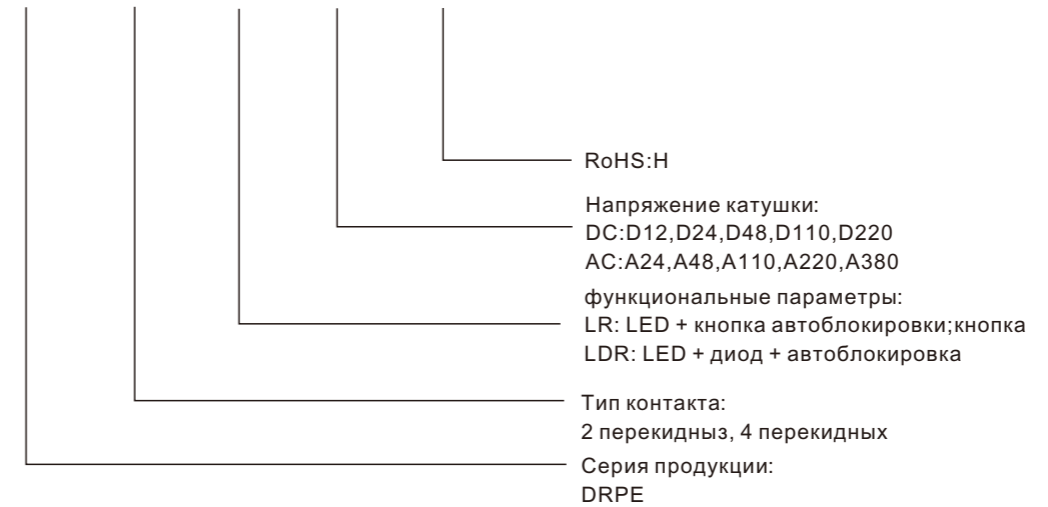 RoHS:H
Напряжение катушки:
DC:D12,D24,D48,D110,D220
AC:A24,A48,A110,A220,A380
функциональные параметры:
LR: LED + кнопка автоблокировки;кнопка
LDR: LED + диод + автоблокировка
Тип контакта:
2 перекидныз, 4 перекидных
Серия продукции:
DRPE